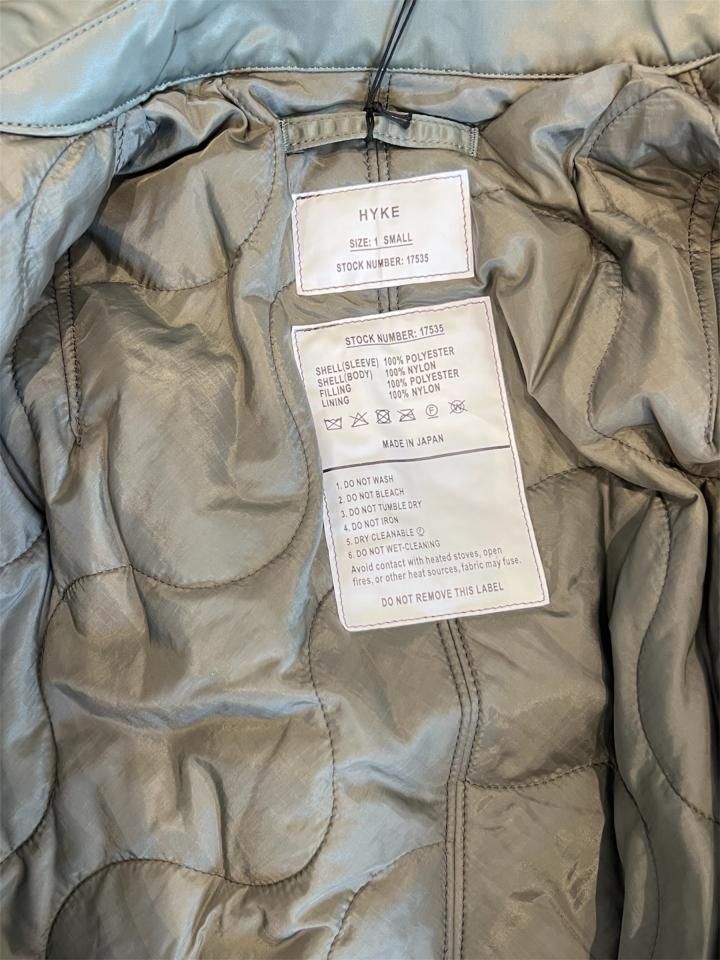 HYKE
SIZE: 1 SMALL
STOCK NUMBER: 17535
STOCK NUMBER: 17535
SHELL(SLEEVE) 100% POLYESTER
SHELL(BODY) 100% NYLON
FILLING 100% POLYESTER
LINING 100% NYLON
MADE IN JAPAN
1. DO NOT WASH
2. DO NOT BLEACH
3. DO NOT TUMBLE DRY
4. DO NOT IRON
5. DRY CLEANABLE Ⓕ
6. DO NOT WET-CLEANING
Avoid contact with heated stoves, open
fires, or other heat sources, fabric may fuse.
DO NOT REMOVE THIS LABEL